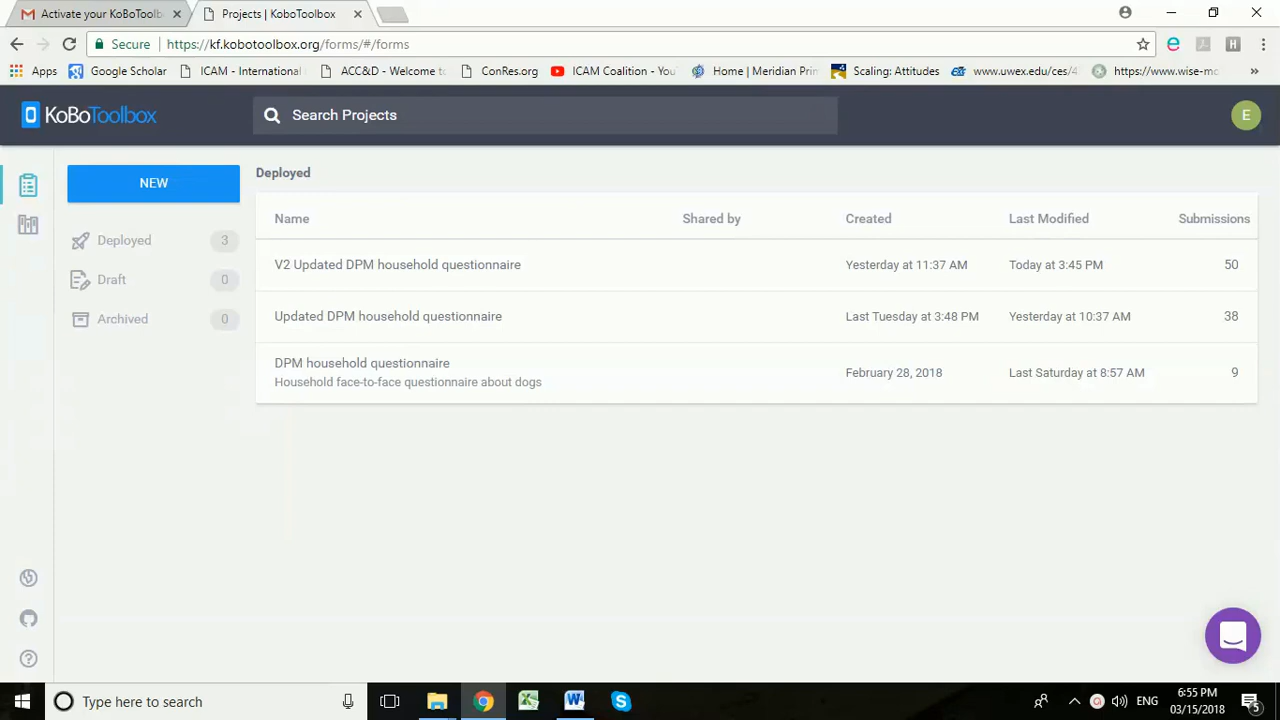 Activate your KoBoToolb
Projects | KoBoToolbox
Secure https://kf.kobotoolbox.org/forms/#/forms
Apps Google Scholar ICAM - International ACC&D - Welcome to ConRes.org ICAM Coalition - You Home | Meridian Prim Scaling: Attitudes www.uwex.edu/ces/4 https://www.wise-mo
KoBoToolbox
Search Projects
E
NEW
Deployed 3
Draft 0
Archived 0
Deployed
Name Shared by Created Last Modified Submissions
V2 Updated DPM household questionnaire Yesterday at 11:37 AM Today at 3:45 PM 50
Updated DPM household questionnaire Last Tuesday at 3:48 PM Yesterday at 10:37 AM 38
DPM household questionnaire February 28, 2018 Last Saturday at 8:57 AM 9
Household face-to-face questionnaire about dogs
Type here to search
ENG
6:55 PM
03/15/2018
5